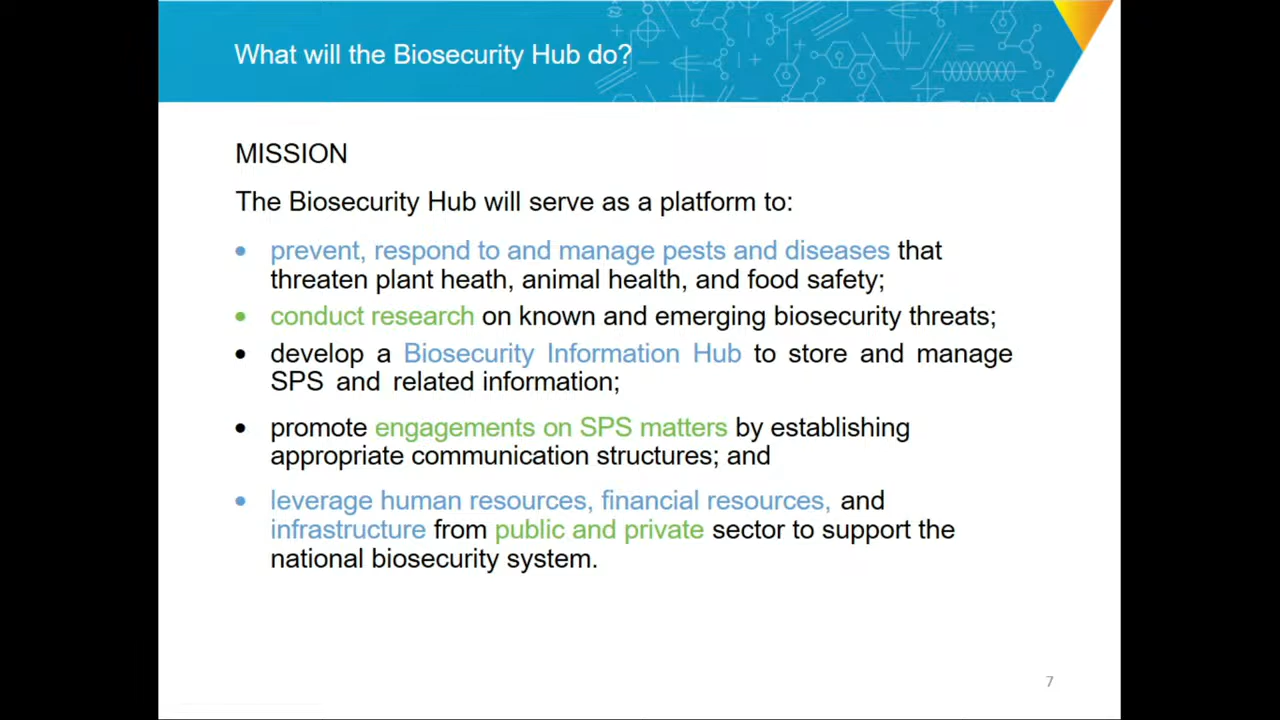 What will the Biosecurity Hub do?
MISSION
The Biosecurity Hub will serve as a platform to:
• prevent, respond to and manage pests and diseases that
threaten plant heath, animal health, and food safety;
• conduct research on known and emerging biosecurity threats;
• develop a Biosecurity Information Hub to store and manage
SPS and related information;
• promote engagements on SPS matters by establishing
appropriate communication structures; and
• leverage human resources, financial resources, and
infrastructure from public and private sector to support the
national biosecurity system.
7